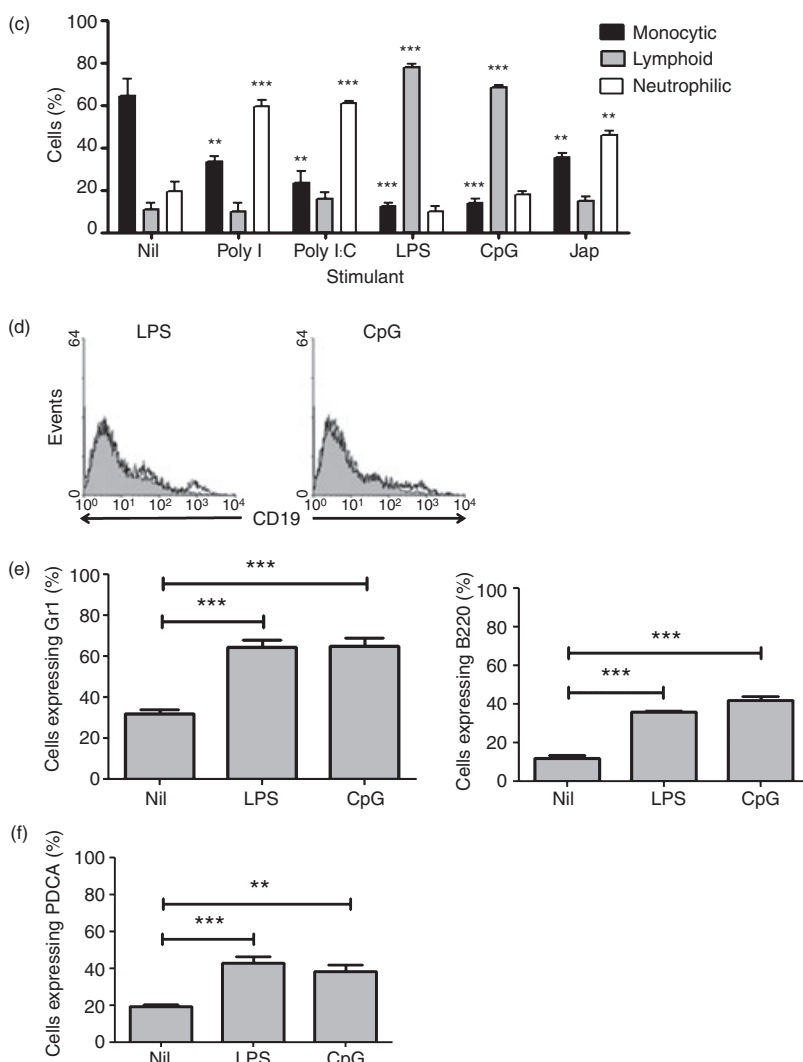 (c)
100
80
60
40
20
0
Cells (%)
***
***
***
***
**
**
***
***
**
**
Monocytic
Lymphoid
Neutrophilic
Nil Poly I Poly I:C LPS CpG Jap
Stimulant
(d)
LPS CpG
64
0
Events
10⁰ 10¹ 10² 10³ 10⁴
64
0
10⁰ 10¹ 10² 10³ 10⁴
CD19
(e)
Cells expressing Gr1 (%)
100
80
60
40
20
0
***
***
Nil LPS CpG
Cells expressing B220 (%)
100
80
60
40
20
0
***
***
Nil LPS CpG
(f)
Cells expressing PDCA (%)
100
80
60
40
20
0
**
***
Nil LPS CpG